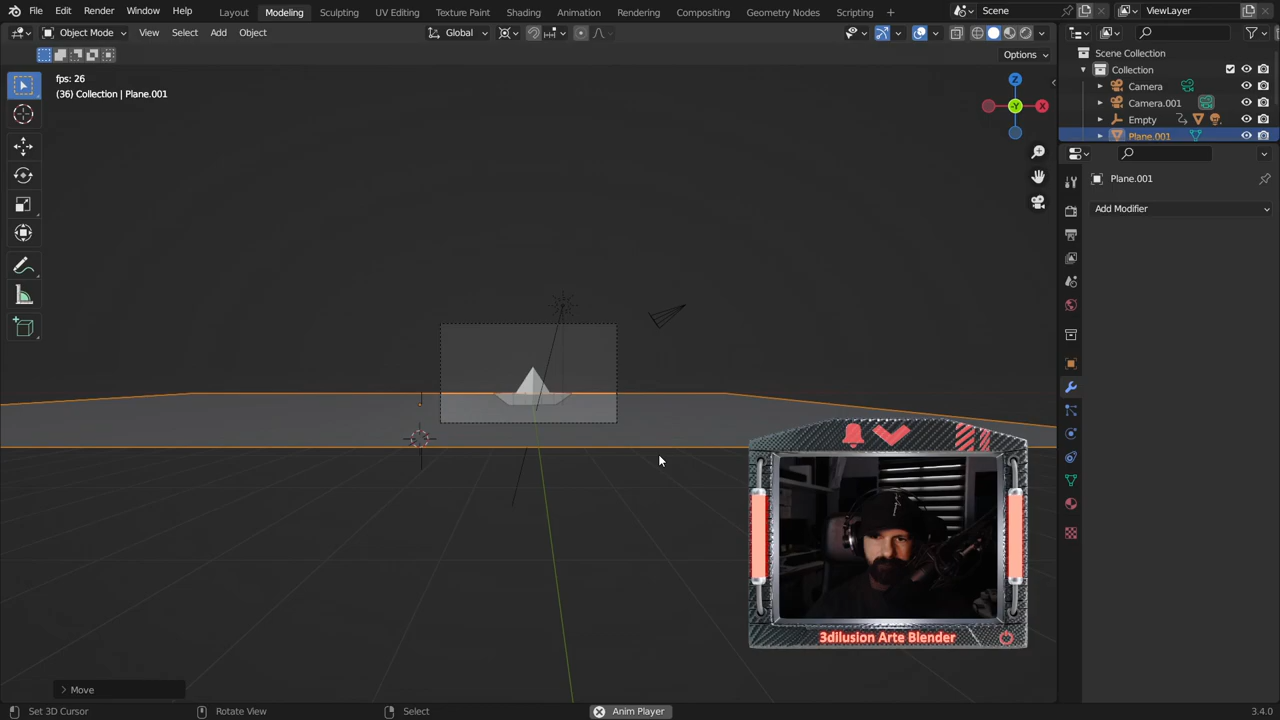 File Edit Render Window Help Layout Modeling Sculpting UV Editing Texture Paint Shading Animation Rendering Compositing Geometry Nodes Scripting + Scene ViewLayer
Object Mode View Select Add Object Global
Options
Scene Collection
Collection
Camera
Camera.001
Empty
Plane.001
fps: 26
(36) Collection | Plane.001
Z
-Y
X
Plane.001
Add Modifier
3dilusion Arte Blender
Move
Set 3D Cursor Rotate View Select Anim Player 3.4.0